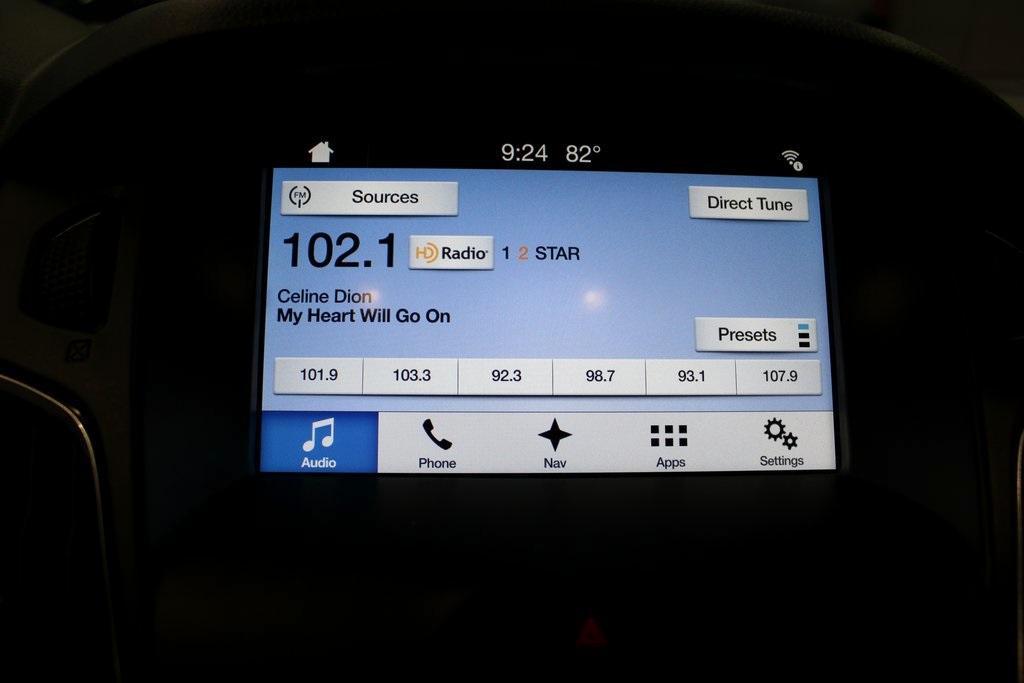 9:24 82°
FM Sources
Direct Tune
102.1 HD Radio 1 2 STAR
Celine Dion
My Heart Will Go On
Presets
101.9 103.3 92.3 98.7 93.1 107.9
Audio Phone Nav Apps Settings